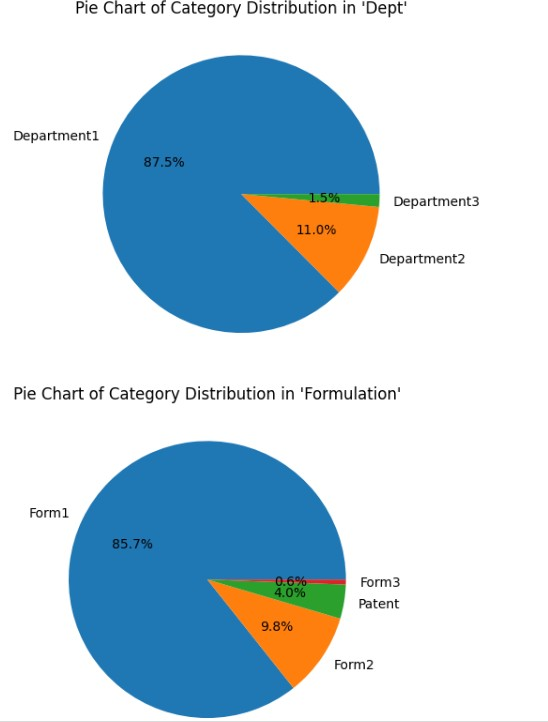 Pie Chart of Category Distribution in 'Dept'
Department1
87.5%
1.5%
Department3
11.0%
Department2
Pie Chart of Category Distribution in 'Formulation'
Form1
85.7%
0.6%
Form3
4.0%
Patent
9.8%
Form2